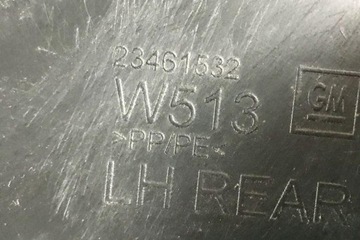 23461532
W513
GM
>PP/PE<
LH REAR